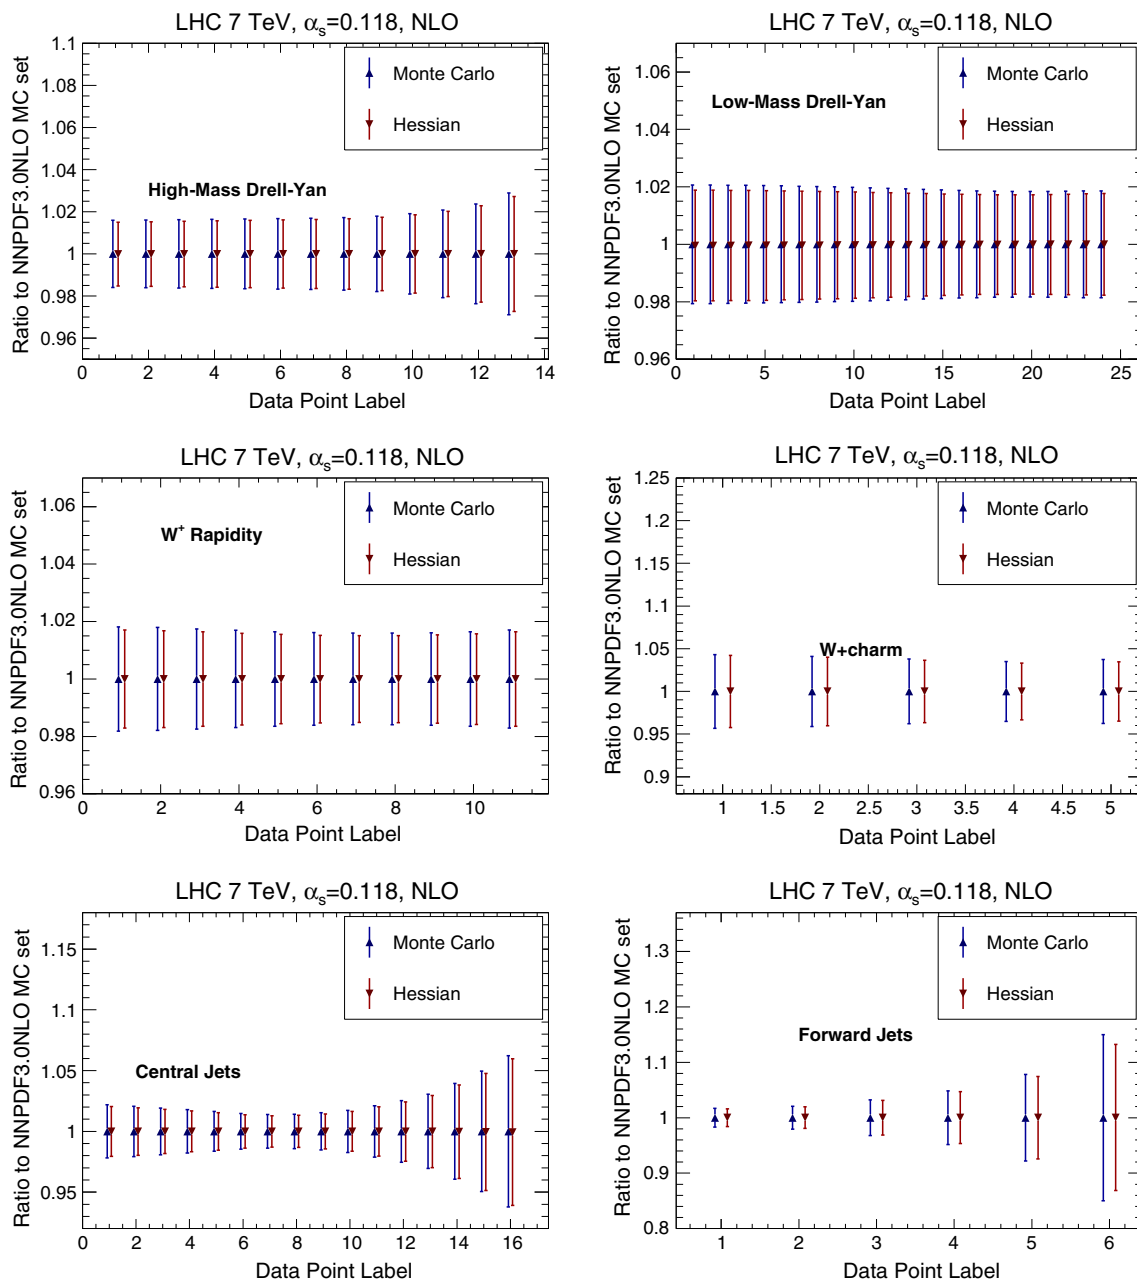 LHC 7 TeV, αs=0.118, NLO
Ratio to NNPDF3.0NLO MC set
1.1
1.08
1.06
1.04
1.02
1
0.98
0.96
Monte Carlo
Hessian
High-Mass Drell-Yan
0 2 4 6 8 10 12 14
Data Point Label
LHC 7 TeV, αs=0.118, NLO
Ratio to NNPDF3.0NLO MC set
1.06
1.04
1.02
1
0.98
0.96
Monte Carlo
Hessian
Low-Mass Drell-Yan
0 5 10 15 20 25
Data Point Label
LHC 7 TeV, αs=0.118, NLO
Ratio to NNPDF3.0NLO MC set
1.06
1.04
1.02
1
0.98
0.96
Monte Carlo
Hessian
W+ Rapidity
0 2 4 6 8 10
Data Point Label
LHC 7 TeV, αs=0.118, NLO
Ratio to NNPDF3.0NLO MC set
1.25
1.2
1.15
1.1
1.05
1
0.95
0.9
Monte Carlo
Hessian
W+charm
1 1.5 2 2.5 3 3.5 4 4.5 5
Data Point Label
LHC 7 TeV, αs=0.118, NLO
Ratio to NNPDF3.0NLO MC set
1.15
1.1
1.05
1
0.95
Monte Carlo
Hessian
Central Jets
0 2 4 6 8 10 12 14 16
Data Point Label
LHC 7 TeV, αs=0.118, NLO
Ratio to NNPDF3.0NLO MC set
1.3
1.2
1.1
1
0.9
0.8
Monte Carlo
Hessian
Forward Jets
1 2 3 4 5 6
Data Point Label